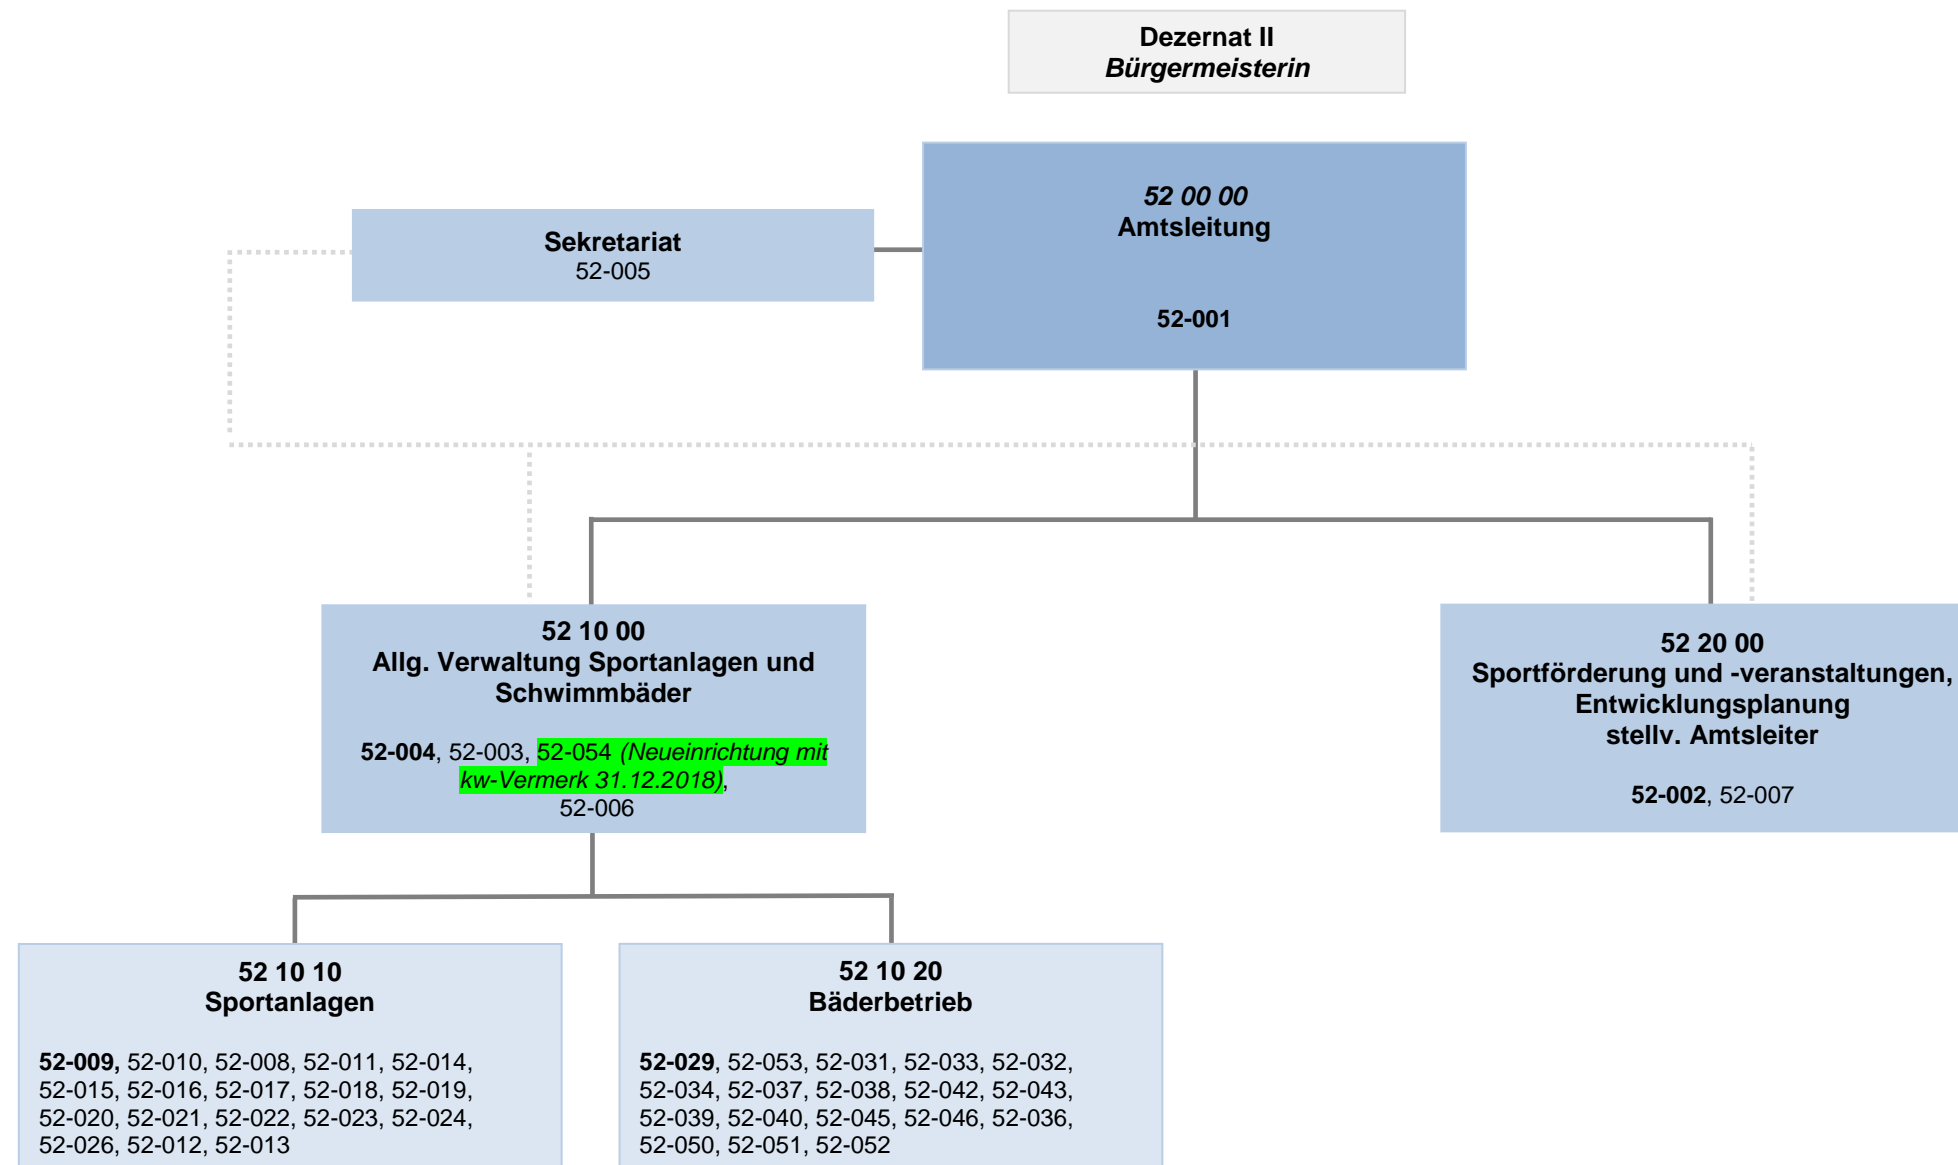 Dezernat II
Bürgermeisterin
52 00 00
Amtsleitung
52-001
Sekretariat
52-005
52 10 00
Allg. Verwaltung Sportanlagen und
Schwimmbäder
52-004, 52-003, 52-054 (Neueinrichtung mit
kw-Vermerk 31.12.2018),
52-006
52 20 00
Sportförderung und -veranstaltungen,
Entwicklungsplanung
stellv. Amtsleiter
52-002, 52-007
52 10 10
Sportanlagen
52-009, 52-010, 52-008, 52-011, 52-014,
52-015, 52-016, 52-017, 52-018, 52-019,
52-020, 52-021, 52-022, 52-023, 52-024,
52-026, 52-012, 52-013
52 10 20
Bäderbetrieb
52-029, 52-053, 52-031, 52-033, 52-032,
52-034, 52-037, 52-038, 52-042, 52-043,
52-039, 52-040, 52-045, 52-046, 52-036,
52-050, 52-051, 52-052